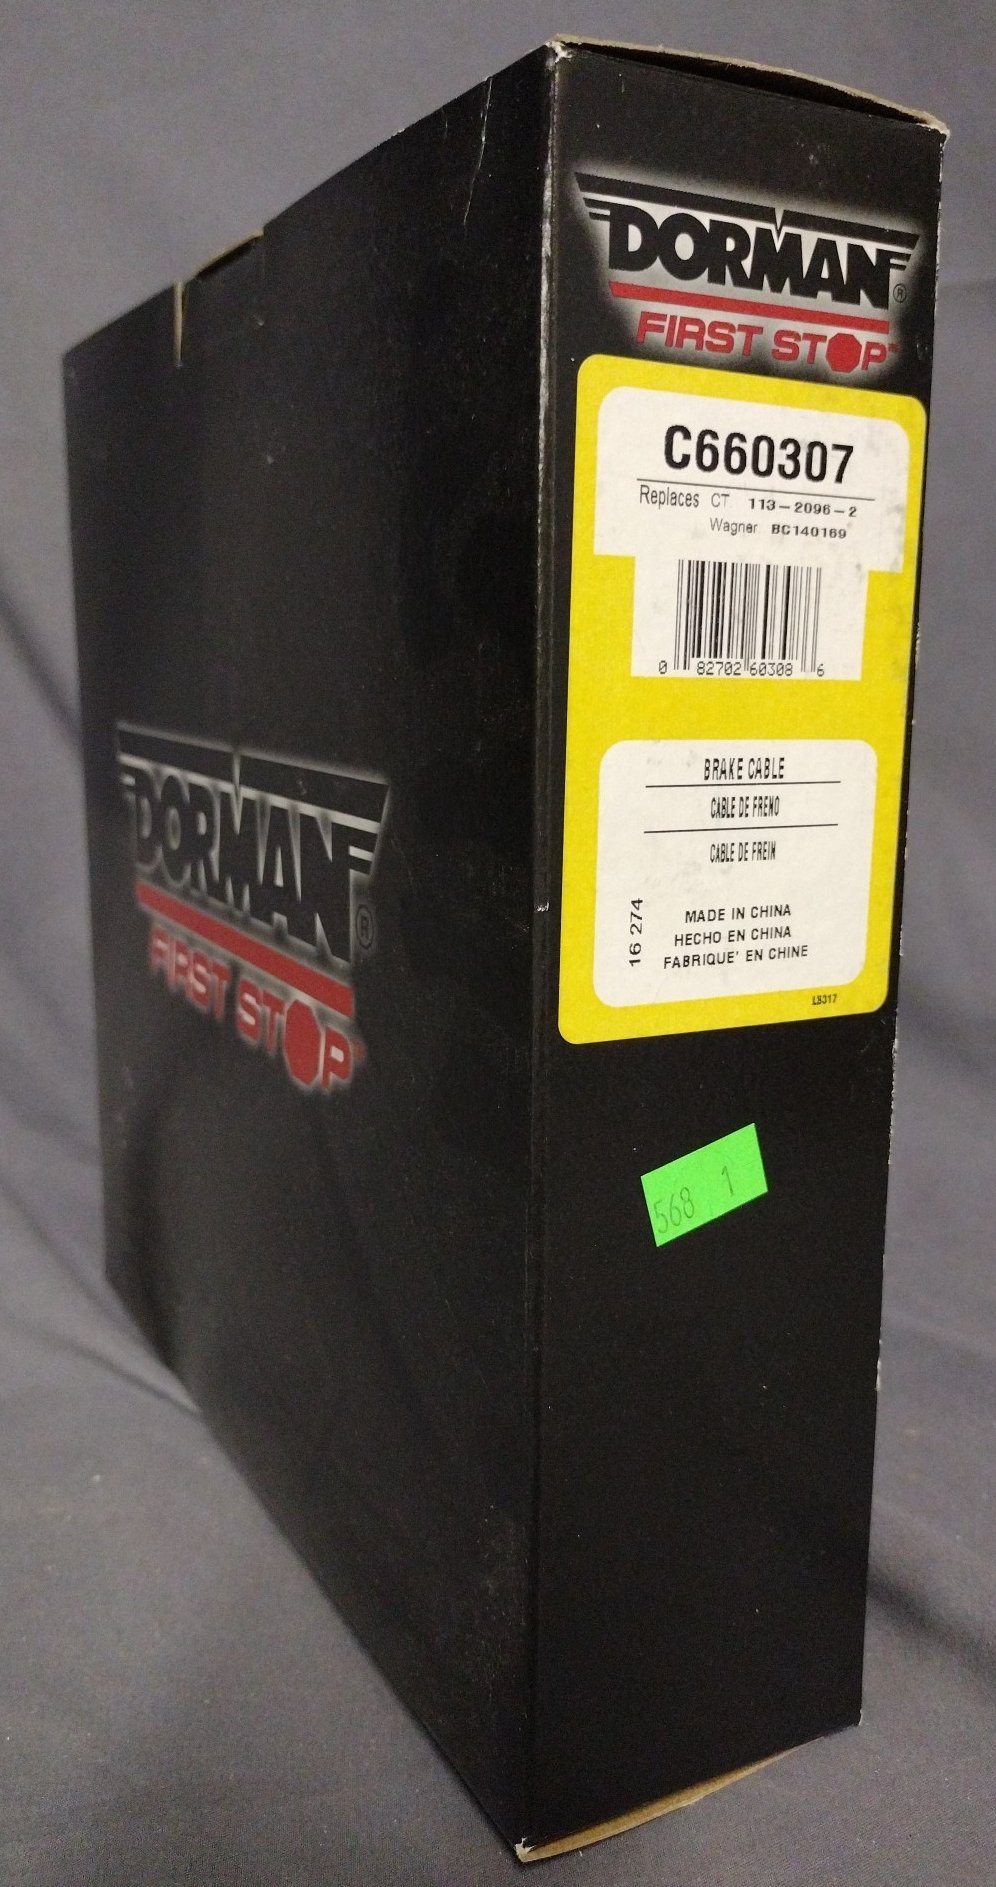 DORMAN®
FIRST STOP™
C660307
Replaces CT 113-2096-2
Wagner BC140169
0 82702 60308 6
BRAKE CABLE
CABLE DE FRENO
CABLE DE FREIN
16 274
MADE IN CHINA
HECHO EN CHINA
FABRIQUE' EN CHINE
LS317
568 1
DORMAN®
FIRST STOP™